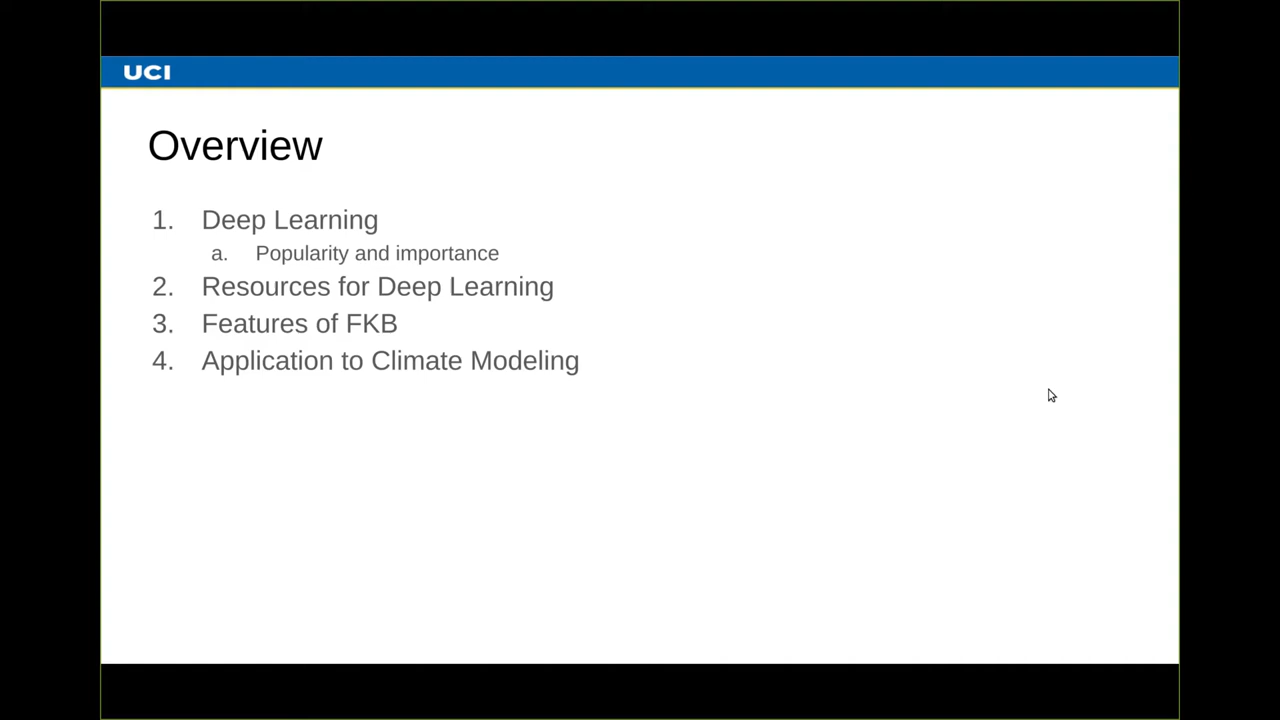 UCI
Overview
1. Deep Learning
a. Popularity and importance
2. Resources for Deep Learning
3. Features of FKB
4. Application to Climate Modeling